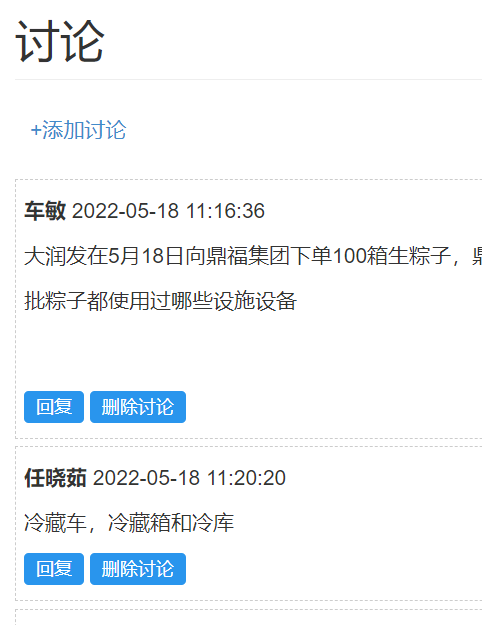 讨论
+添加讨论
车敏 2022-05-18 11:16:36
大润发在5月18日向鼎福集团下单100箱生粽子，
批粽子都使用过哪些设施设备
回复 删除讨论
任晓茹 2022-05-18 11:20:20
冷藏车，冷藏箱和冷库
回复 删除讨论